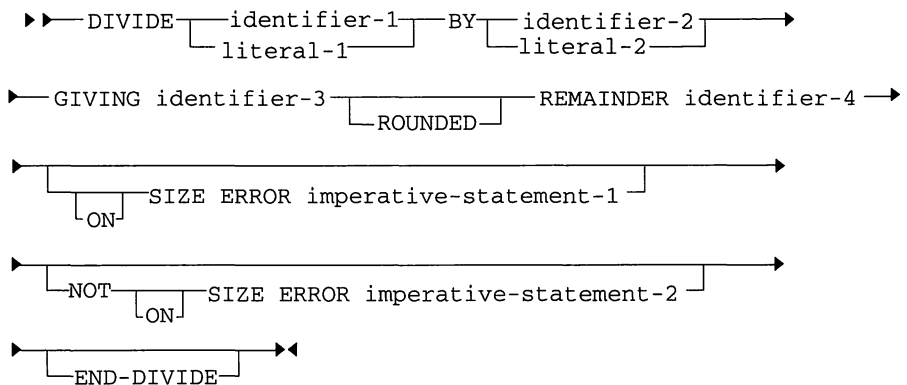 DIVIDE identifier-1 BY identifier-2
literal-1 literal-2
GIVING identifier-3 REMAINDER identifier-4
ROUNDED
SIZE ERROR imperative-statement-1
ON
NOT SIZE ERROR imperative-statement-2
ON
END-DIVIDE